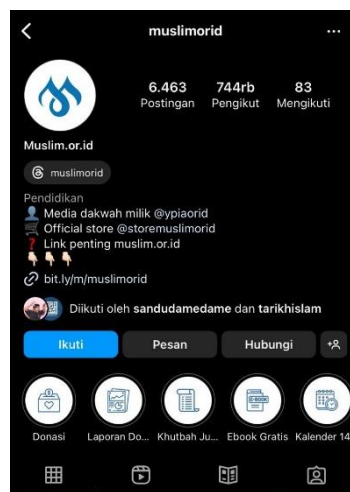 muslimorid
6.463 744rb 83
Postingan Pengikut Mengikuti
Muslim.or.id
muslimorid
Pendidikan
Media dakwah milik @ypiaorid
Official store @storemuslimorid
Link penting muslim.or.id
bit.ly/m/muslimorid
Diikuti oleh sandudamedame dan tarikhislam
Ikuti Pesan Hubungi
E-BOOK
Donasi Laporan Do... Khutbah Ju... Ebook Gratis Kalender 14